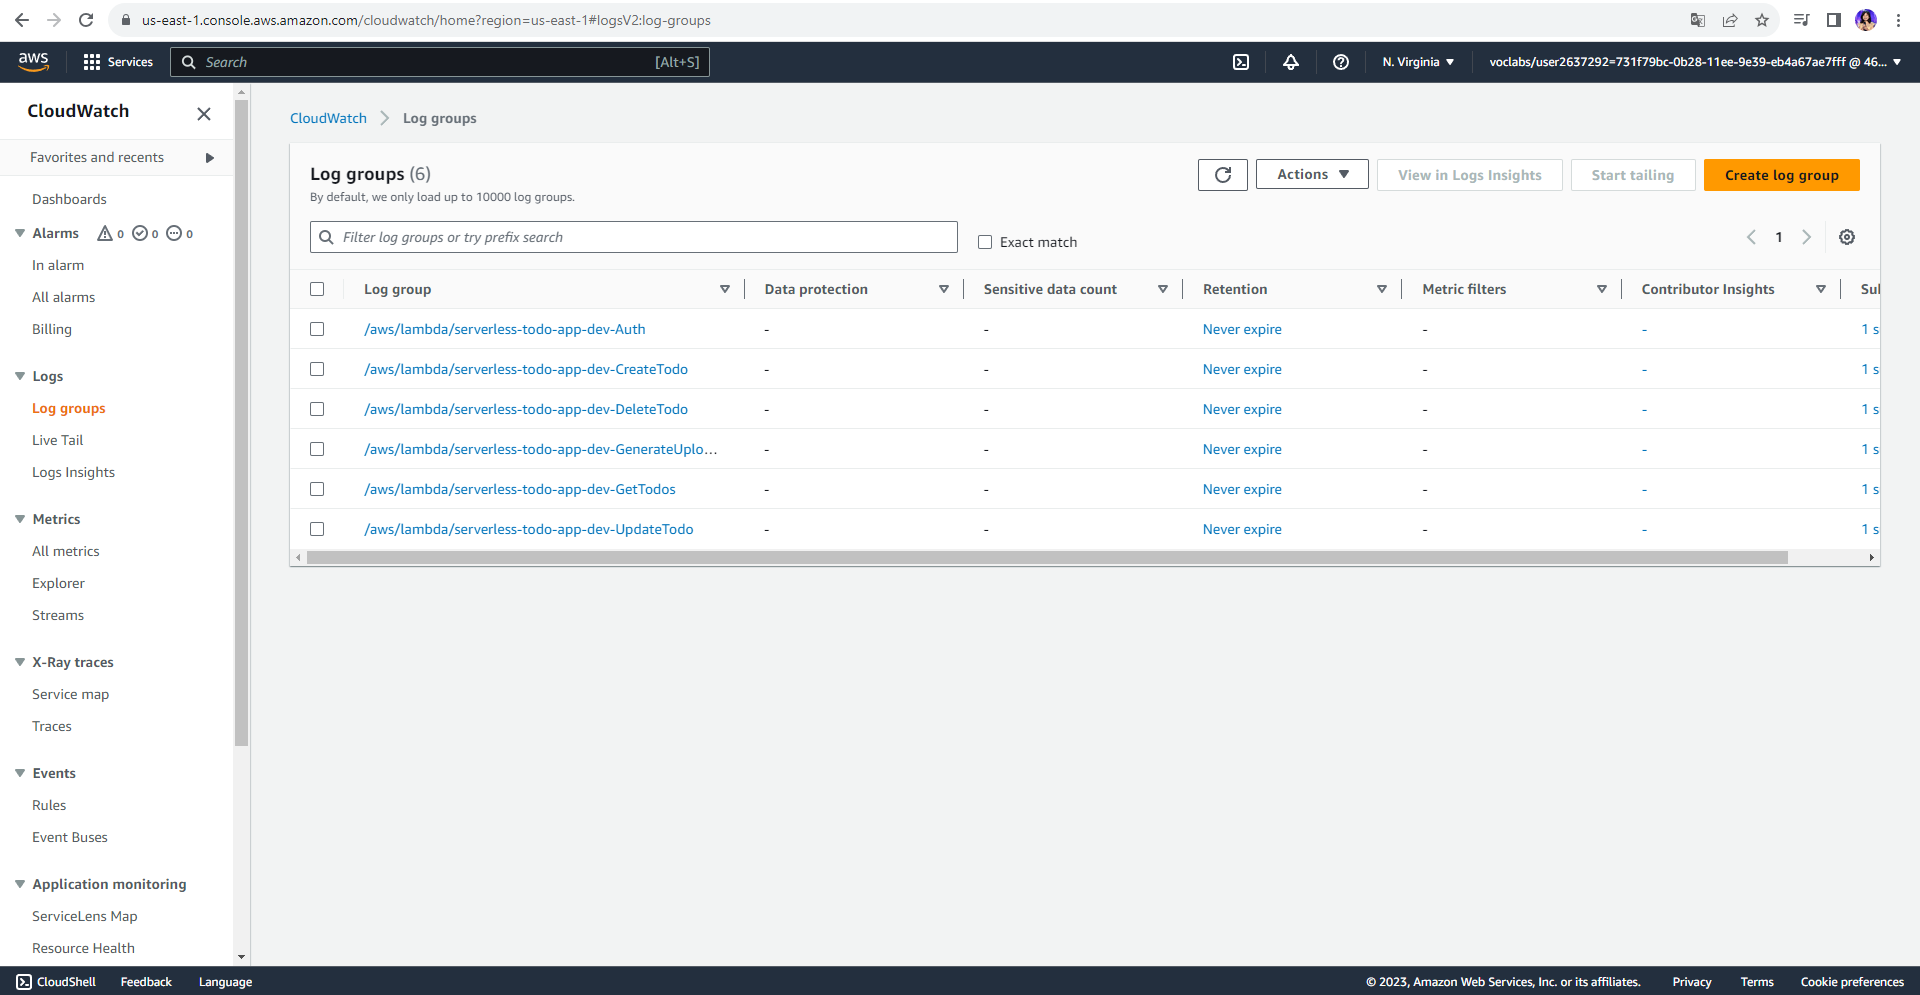 us-east-1.console.aws.amazon.com/cloudwatch/home?region=us-east-1#logsV2:log-groups
aws
Services
Search
[Alt+S]
N. Virginia
voclabs/user2637292=731f79bc-0b28-11ee-9e39-eb4a67ae7fff @ 46...
CloudWatch
Favorites and recents
Dashboards
Alarms 0 0 0
In alarm
All alarms
Billing
Logs
Log groups
Live Tail
Logs Insights
Metrics
All metrics
Explorer
Streams
X-Ray traces
Service map
Traces
Events
Rules
Event Buses
Application monitoring
ServiceLens Map
Resource Health
CloudWatch Log groups
Log groups (6)
By default, we only load up to 10000 log groups.
Actions
View in Logs Insights
Start tailing
Create log group
Filter log groups or try prefix search
Exact match
1
Log group Data protection Sensitive data count Retention Metric filters Contributor Insights Sul
/aws/lambda/serverless-todo-app-dev-Auth - - Never expire - - 1 s
/aws/lambda/serverless-todo-app-dev-CreateTodo - - Never expire - - 1 s
/aws/lambda/serverless-todo-app-dev-DeleteTodo - - Never expire - - 1 s
/aws/lambda/serverless-todo-app-dev-GenerateUplo... - - Never expire - - 1 s
/aws/lambda/serverless-todo-app-dev-GetTodos - - Never expire - - 1 s
/aws/lambda/serverless-todo-app-dev-UpdateTodo - - Never expire - - 1 s
CloudShell Feedback Language
© 2023, Amazon Web Services, Inc. or its affiliates. Privacy Terms Cookie preferences